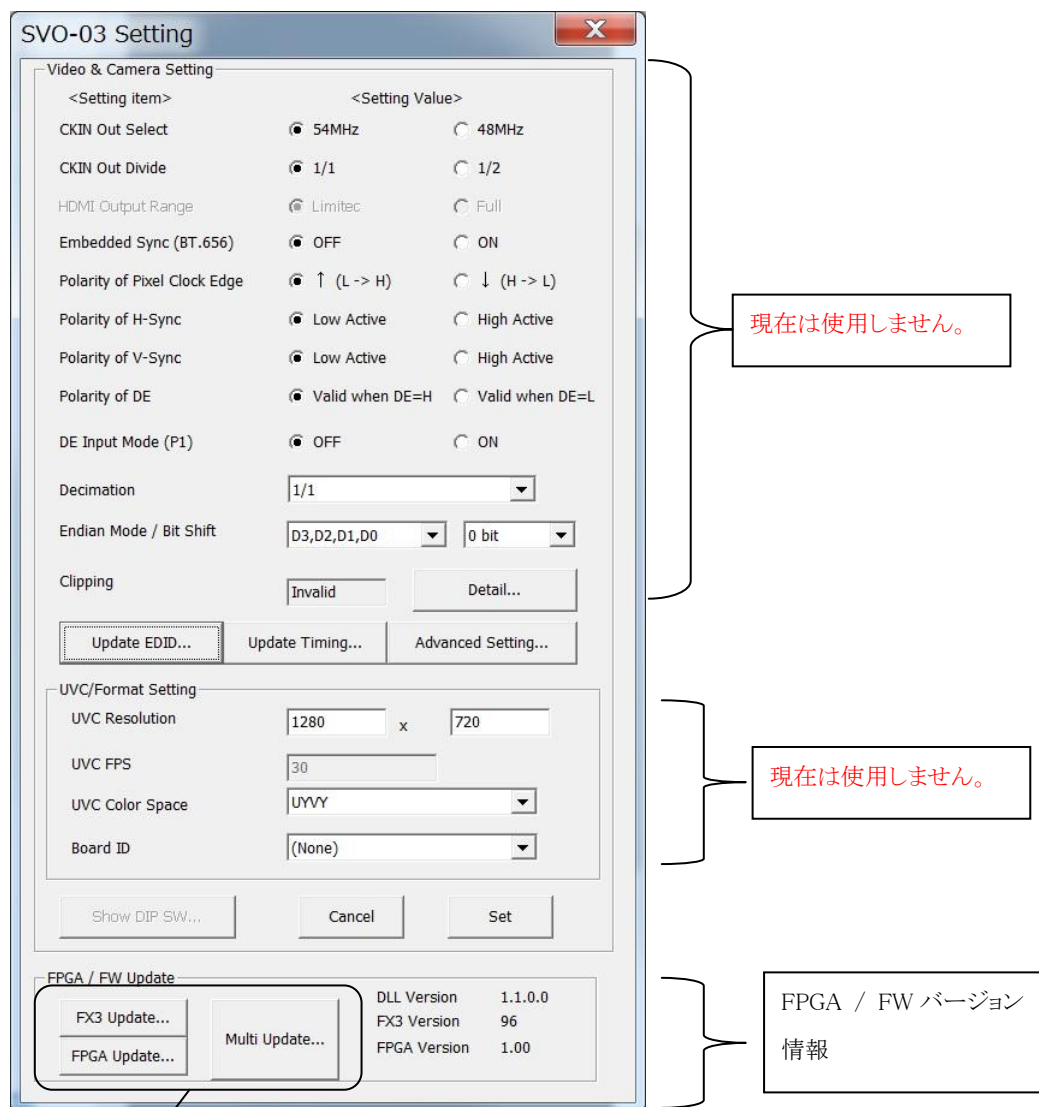 SVO-03 Setting
X
Video & Camera Setting
<Setting item> <Setting Value>
CKIN Out Select 54MHz 48MHz
CKIN Out Divide 1/1 1/2
HDMI Output Range Limitec Full
Embedded Sync (BT.656) OFF ON
Polarity of Pixel Clock Edge ↑ (L -> H) ↓ (H -> L)
Polarity of H-Sync Low Active High Active
Polarity of V-Sync Low Active High Active
Polarity of DE Valid when DE=H Valid when DE=L
DE Input Mode (P1) OFF ON
Decimation 1/1
Endian Mode / Bit Shift D3,D2,D1,D0 0 bit
Clipping Invalid Detail...
Update EDID... Update Timing... Advanced Setting...
現在は使用しません。
UVC/Format Setting
UVC Resolution 1280 x 720
UVC FPS 30
UVC Color Space UYVY
Board ID (None)
現在は使用しません。
Show DIP SW... Cancel Set
FPGA / FW Update
FX3 Update...
FPGA Update...
Multi Update...
DLL Version 1.1.0.0
FX3 Version 96
FPGA Version 1.00
FPGA / FW バージョン
情報